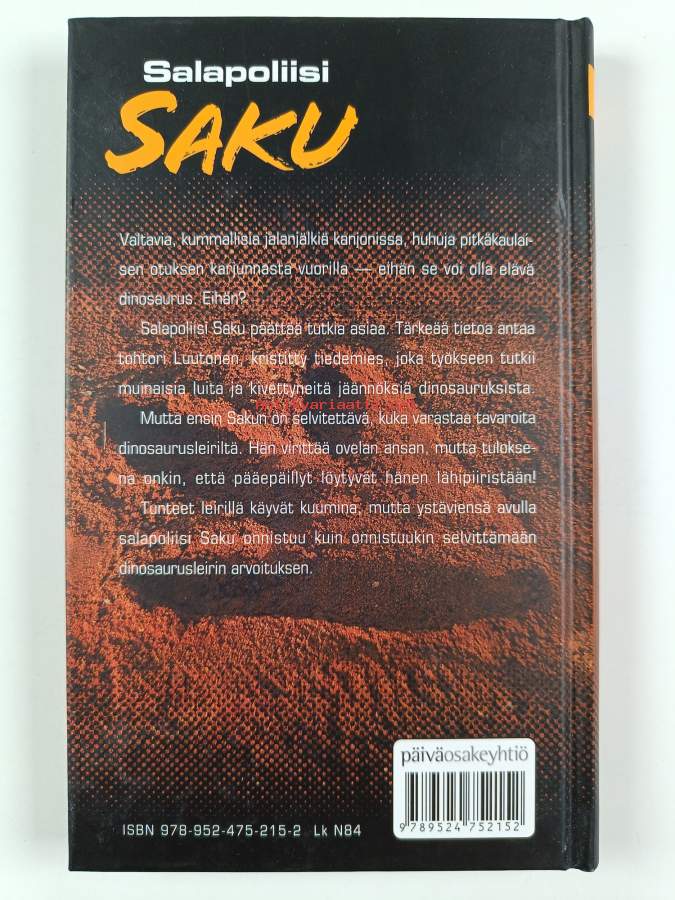 Salapoliisi
SAKU
Valtavia, kummallisia jalanjälkiä kanjonissa, huhuja pitkäkaulai-
sen otuksen karjunnasta vuorilla — eihän se voi olla elävä
dinosaurus. Eihän?
Salapoliisi Saku päättää tutkia asiaa. Tärkeää tietoa antaa
tohtori Luutonen, kristitty tiedemies, joka työkseen tutkii
muinaisia luita ja kivettyneitä jäännöksiä dinosauruksista.
Mutta ensin Sakun on selvitettävä, kuka varastaa tavaroita
dinosaurusleiriltä. Hän virittää ovelan ansan, mutta tulokse-
na onkin, että pääepäillyt löytyvät hänen lähipiiristään!
Tunteet leirillä käyvät kuumina, mutta ystäviensä avulla
salapoliisi Saku onnistuu kuin onnistuukin selvittämään
dinosaurusleirin arvoituksen.
päiväosakeyhtiö
9 789524 752152
ISBN 978-952-475-215-2 Lk N84